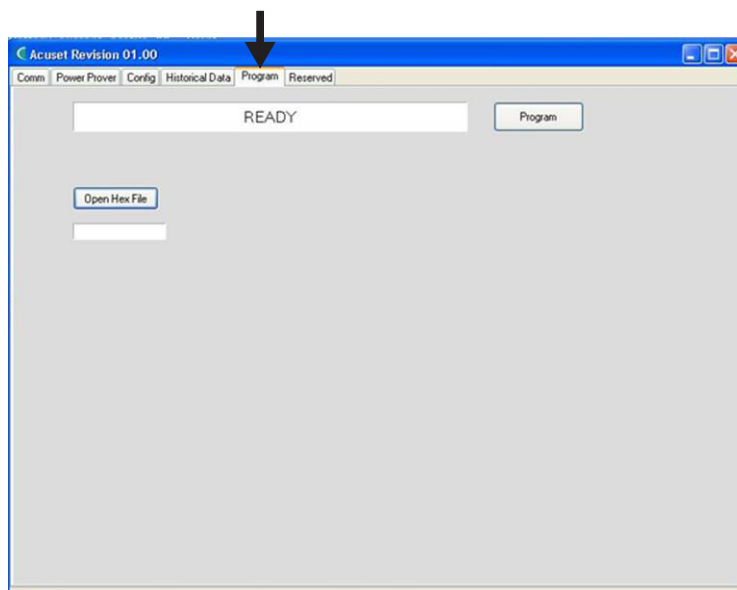 Acuset Revision 01.00
Comm Power Prover Config Historical Data Program Reserved
READY Program
Open Hex File